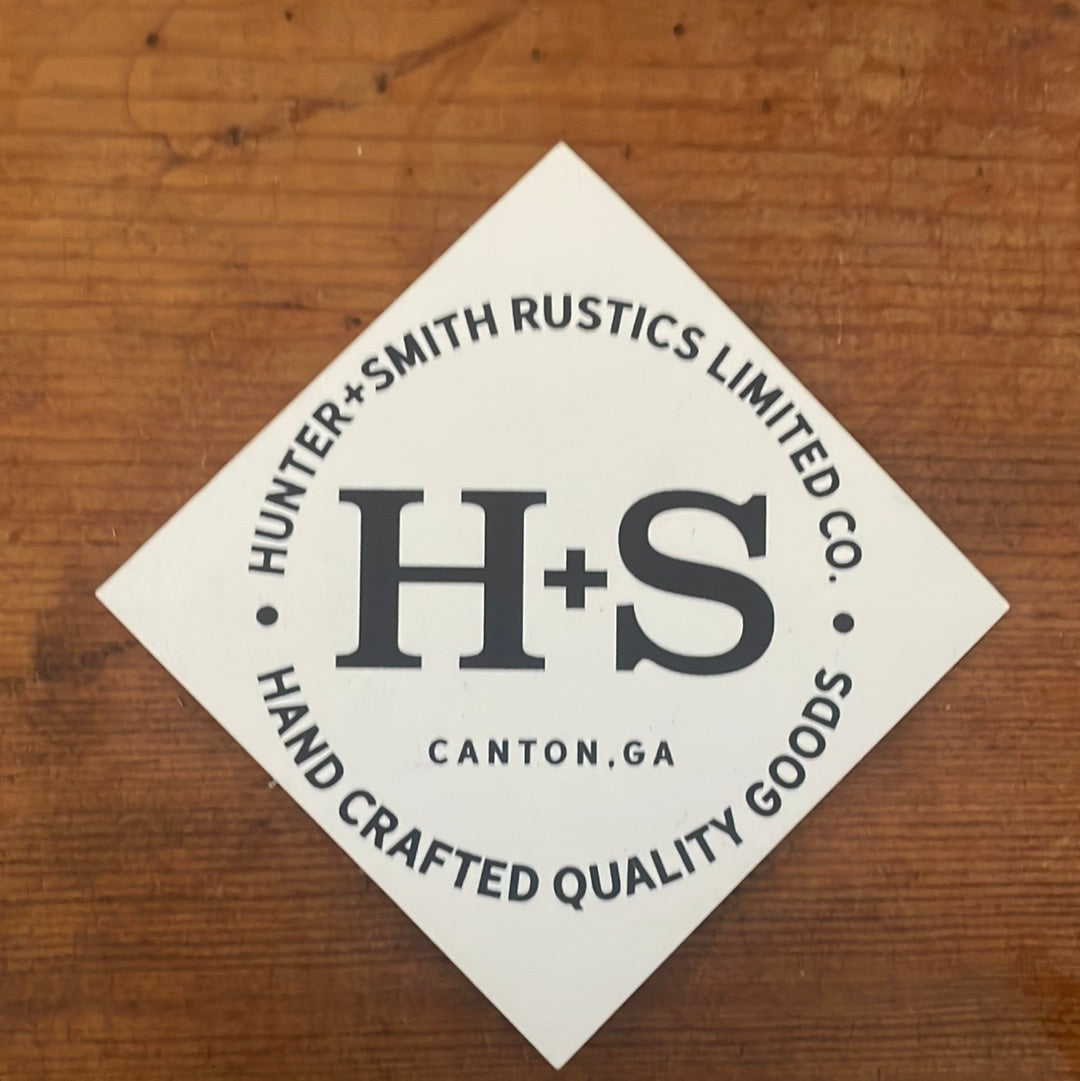 HUNTER+SMITH RUSTICS LIMITED CO.
H+S
CANTON, GA
• HAND CRAFTED QUALITY GOODS •